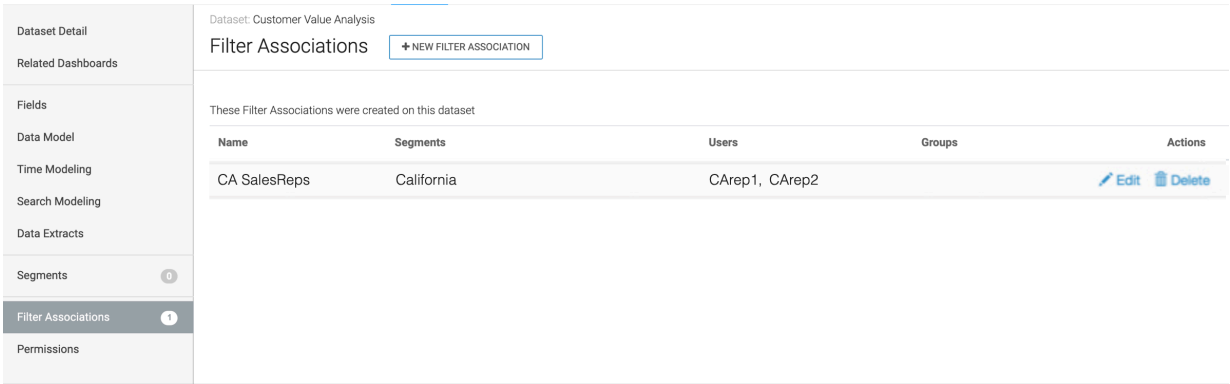 Dataset Detail
Related Dashboards
Fields
Data Model
Time Modeling
Search Modeling
Data Extracts
Segments 0
Filter Associations 1
Permissions
Dataset: Customer Value Analysis
Filter Associations + NEW FILTER ASSOCIATION
These Filter Associations were created on this dataset
Name Segments Users Groups Actions
CA SalesReps California CArep1, CArep2 Edit Delete